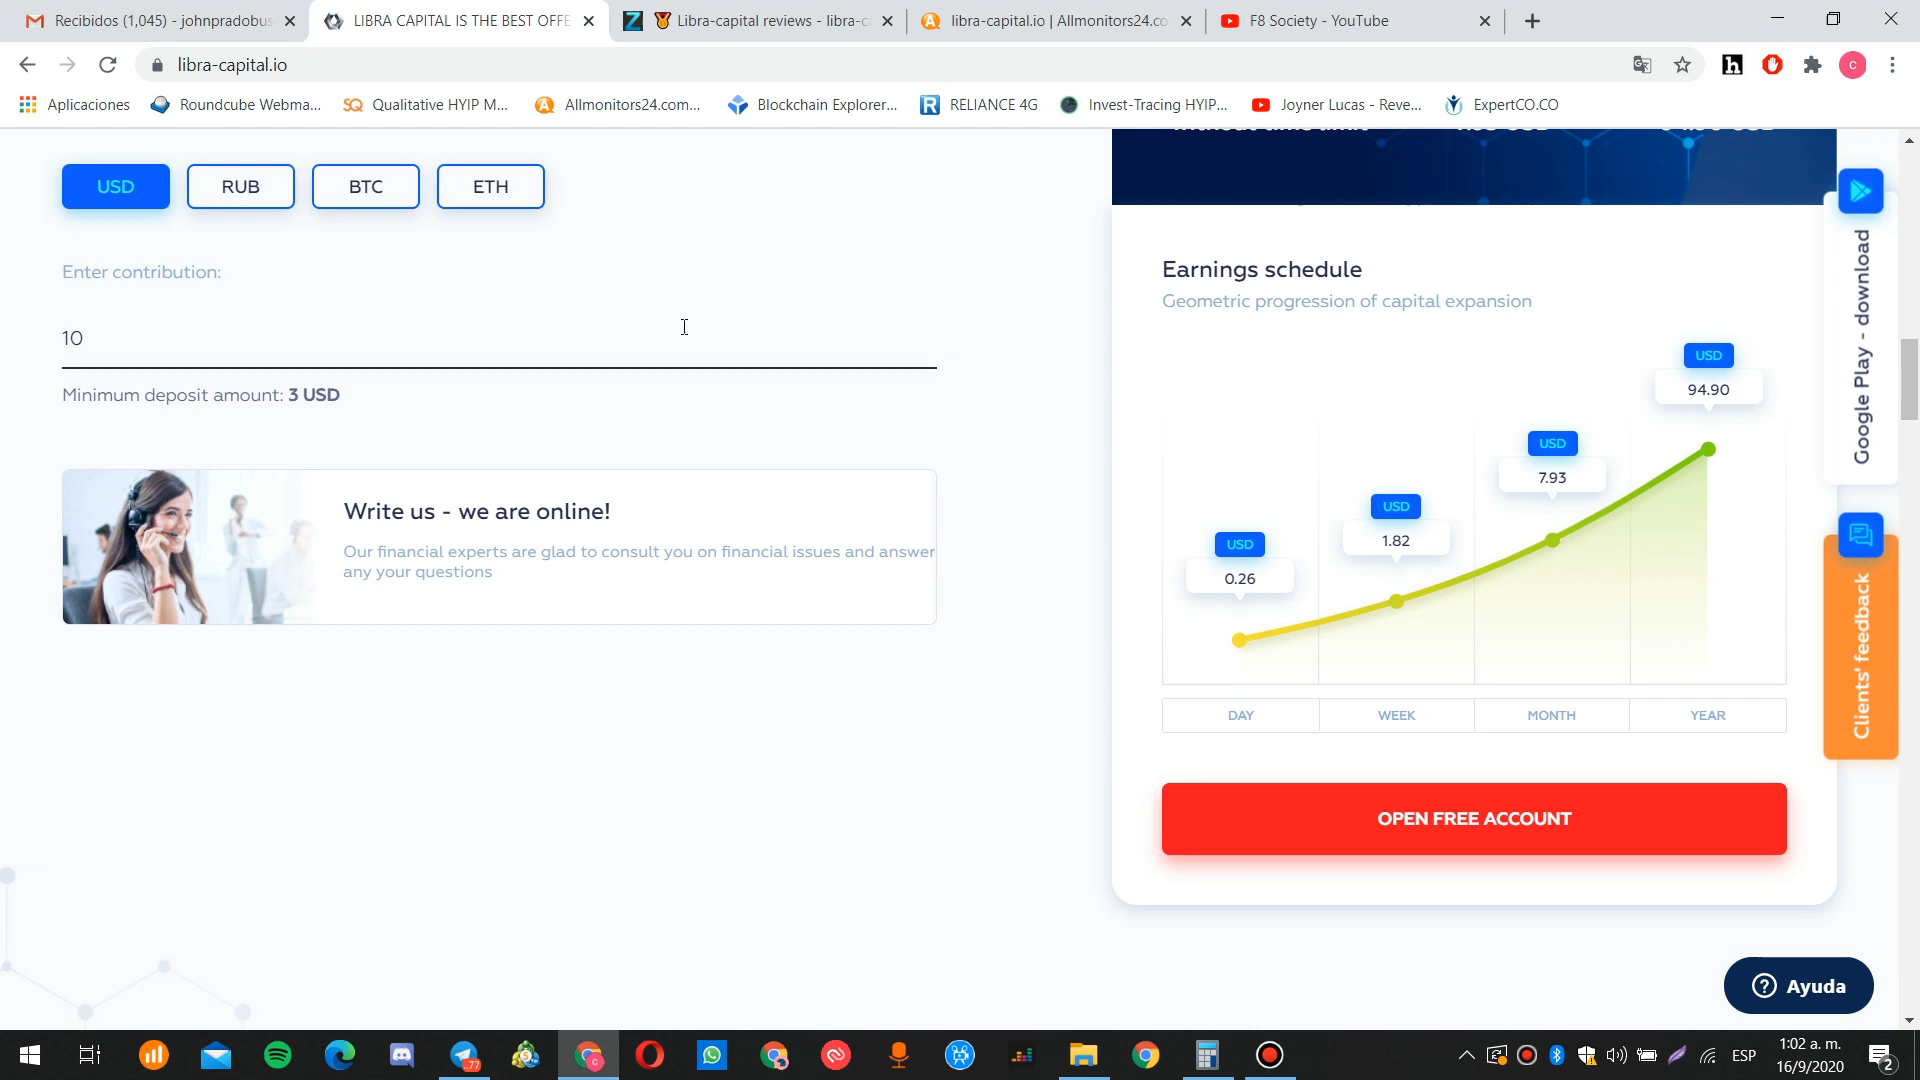 Recibidos (1,045) - johnpradobus
LIBRA CAPITAL IS THE BEST OFFE
Libra-capital reviews - libra-c
libra-capital.io | Allmonitors24.co
F8 Society - YouTube
libra-capital.io
Aplicaciones
Roundcube Webma...
Qualitative HYIP M...
Allmonitors24.com...
Blockchain Explorer...
RELIANCE 4G
Invest-Tracing HYIP...
Joyner Lucas - Reve...
ExpertCO.CO
USD
RUB
BTC
ETH
Enter contribution:
10
Minimum deposit amount: 3 USD
Write us - we are online!
Our financial experts are glad to consult you on financial issues and answer
any your questions
Earnings schedule
Geometric progression of capital expansion
USD
94.90
USD
7.93
USD
1.82
USD
0.26
DAY
WEEK
MONTH
YEAR
OPEN FREE ACCOUNT
Google Play - download
Clients' feedback
Ayuda
ESP
1:02 a. m.
16/9/2020
2
77